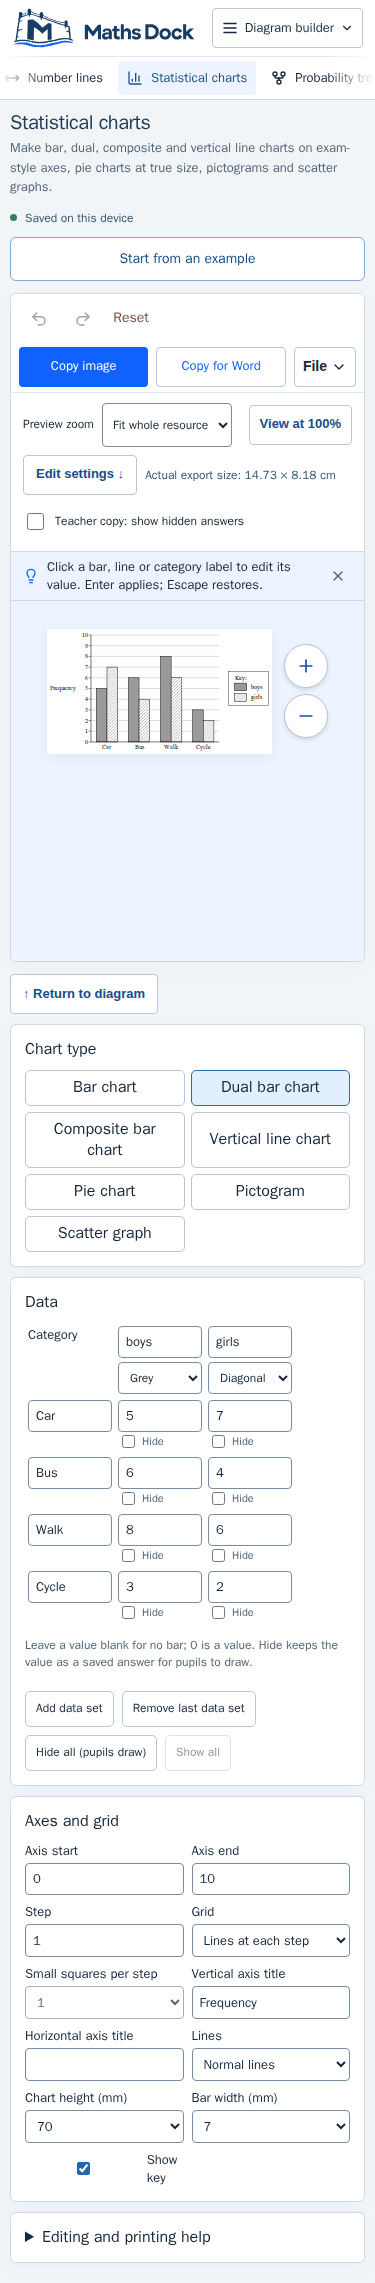 Maths Dock
Diagram builder
Number lines
Statistical charts
Probability tre
Statistical charts
Make bar, dual, composite and vertical line charts on exam-
style axes, pie charts at true size, pictograms and scatter
graphs.
Saved on this device
Start from an example
Reset
Copy image
Copy for Word
File
Preview zoom
Fit whole resource
View at 100%
Edit settings ↓
Actual export size: 14.73 × 8.18 cm
Teacher copy: show hidden answers
Click a bar, line or category label to edit its
value. Enter applies; Escape restores.
10
9
8
7
6
5
4
3
2
1
0
Frequency
Car
Bus
Walk
Cycle
Key:
boys
girls
↑ Return to diagram
Chart type
Bar chart
Dual bar chart
Composite bar
chart
Vertical line chart
Pie chart
Pictogram
Scatter graph
Data
Category
boys
girls
Grey
Diagonal
Car
5
7
Hide
Hide
Bus
6
4
Hide
Hide
Walk
8
6
Hide
Hide
Cycle
3
2
Hide
Hide
Leave a value blank for no bar; 0 is a value. Hide keeps the
value as a saved answer for pupils to draw.
Add data set
Remove last data set
Hide all (pupils draw)
Show all
Axes and grid
Axis start
Axis end
0
10
Step
Grid
1
Lines at each step
Small squares per step
Vertical axis title
1
Frequency
Horizontal axis title
Lines
Normal lines
Chart height (mm)
Bar width (mm)
70
7
Show
key
Editing and printing help